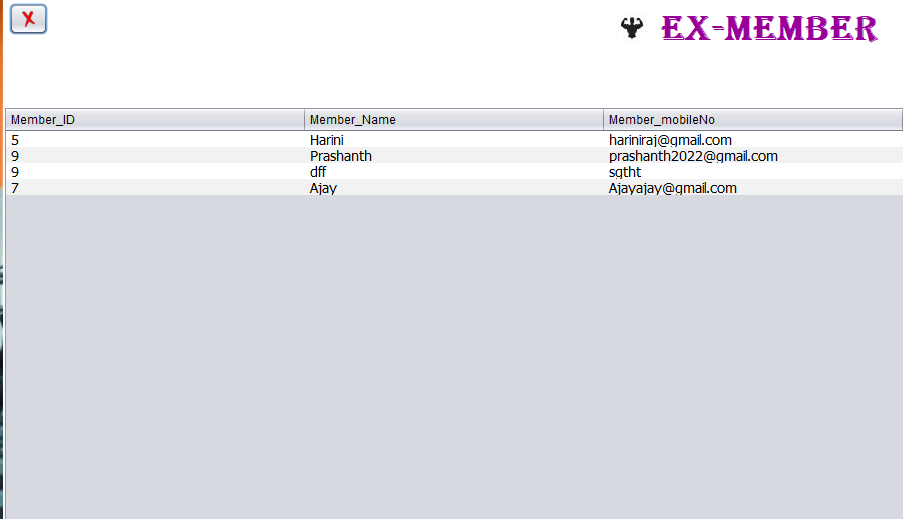 X
EX-MEMBER
Member_ID Member_Name Member_mobileNo
5 Harini hariniraj@gmail.com
9 Prashanth prashanth2022@gmail.com
9 dff sgtht
7 Ajay Ajayajay@gmail.com